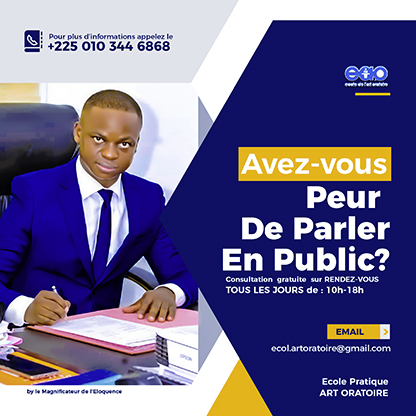 Pour plus d'informations appelez le
+225 010 344 6868
eao
Avez-vous
Peur
De Parler
En Public?
Consultation gratuite sur RENDEZ-VOUS
TOUS LES JOURS de : 10h-18h
EMAIL >
ecol.artoratoire@gmail.com
Ecole Pratique
ART ORATOIRE
EPSON
by le Magnificateur de l'Eloquence